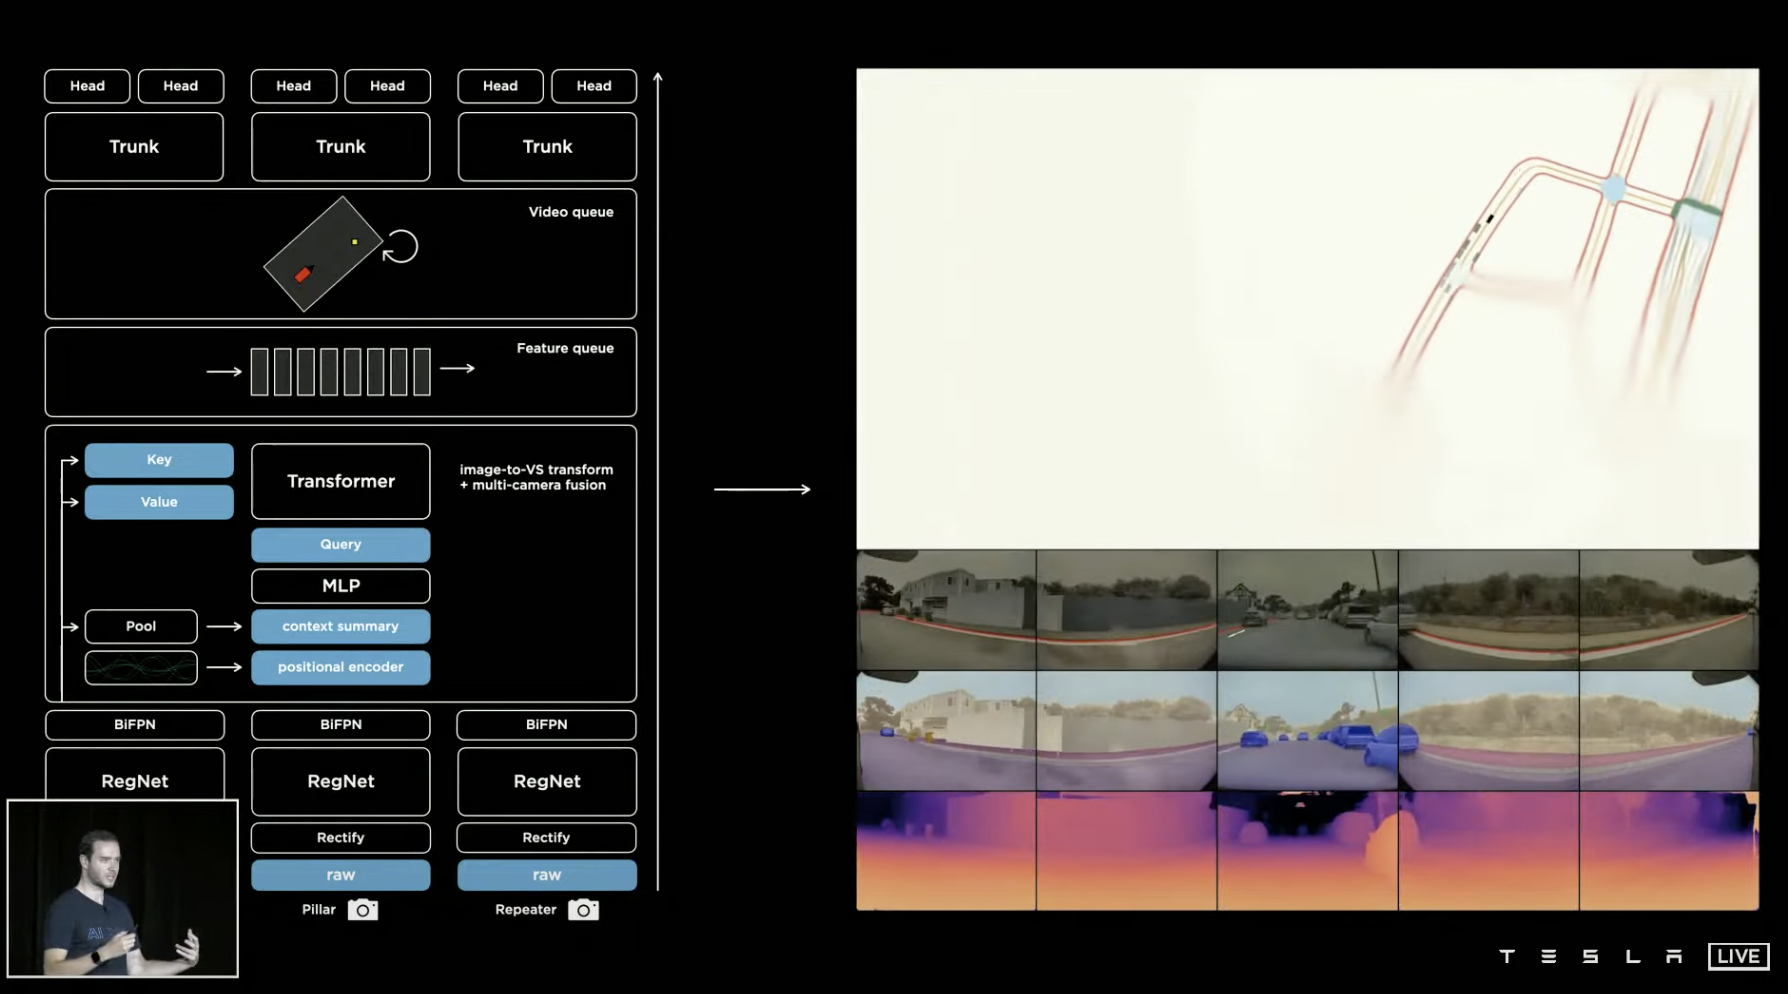 Head Head Head Head Head Head
Trunk Trunk Trunk
Video queue
Feature queue
Key
Value
Transformer
image-to-VS transform
+ multi-camera fusion
Query
MLP
Pool
context summary
positional encoder
BiFPN BiFPN BiFPN
RegNet RegNet RegNet
Rectify Rectify
raw raw
Pillar Repeater
AI
TESLA LIVE